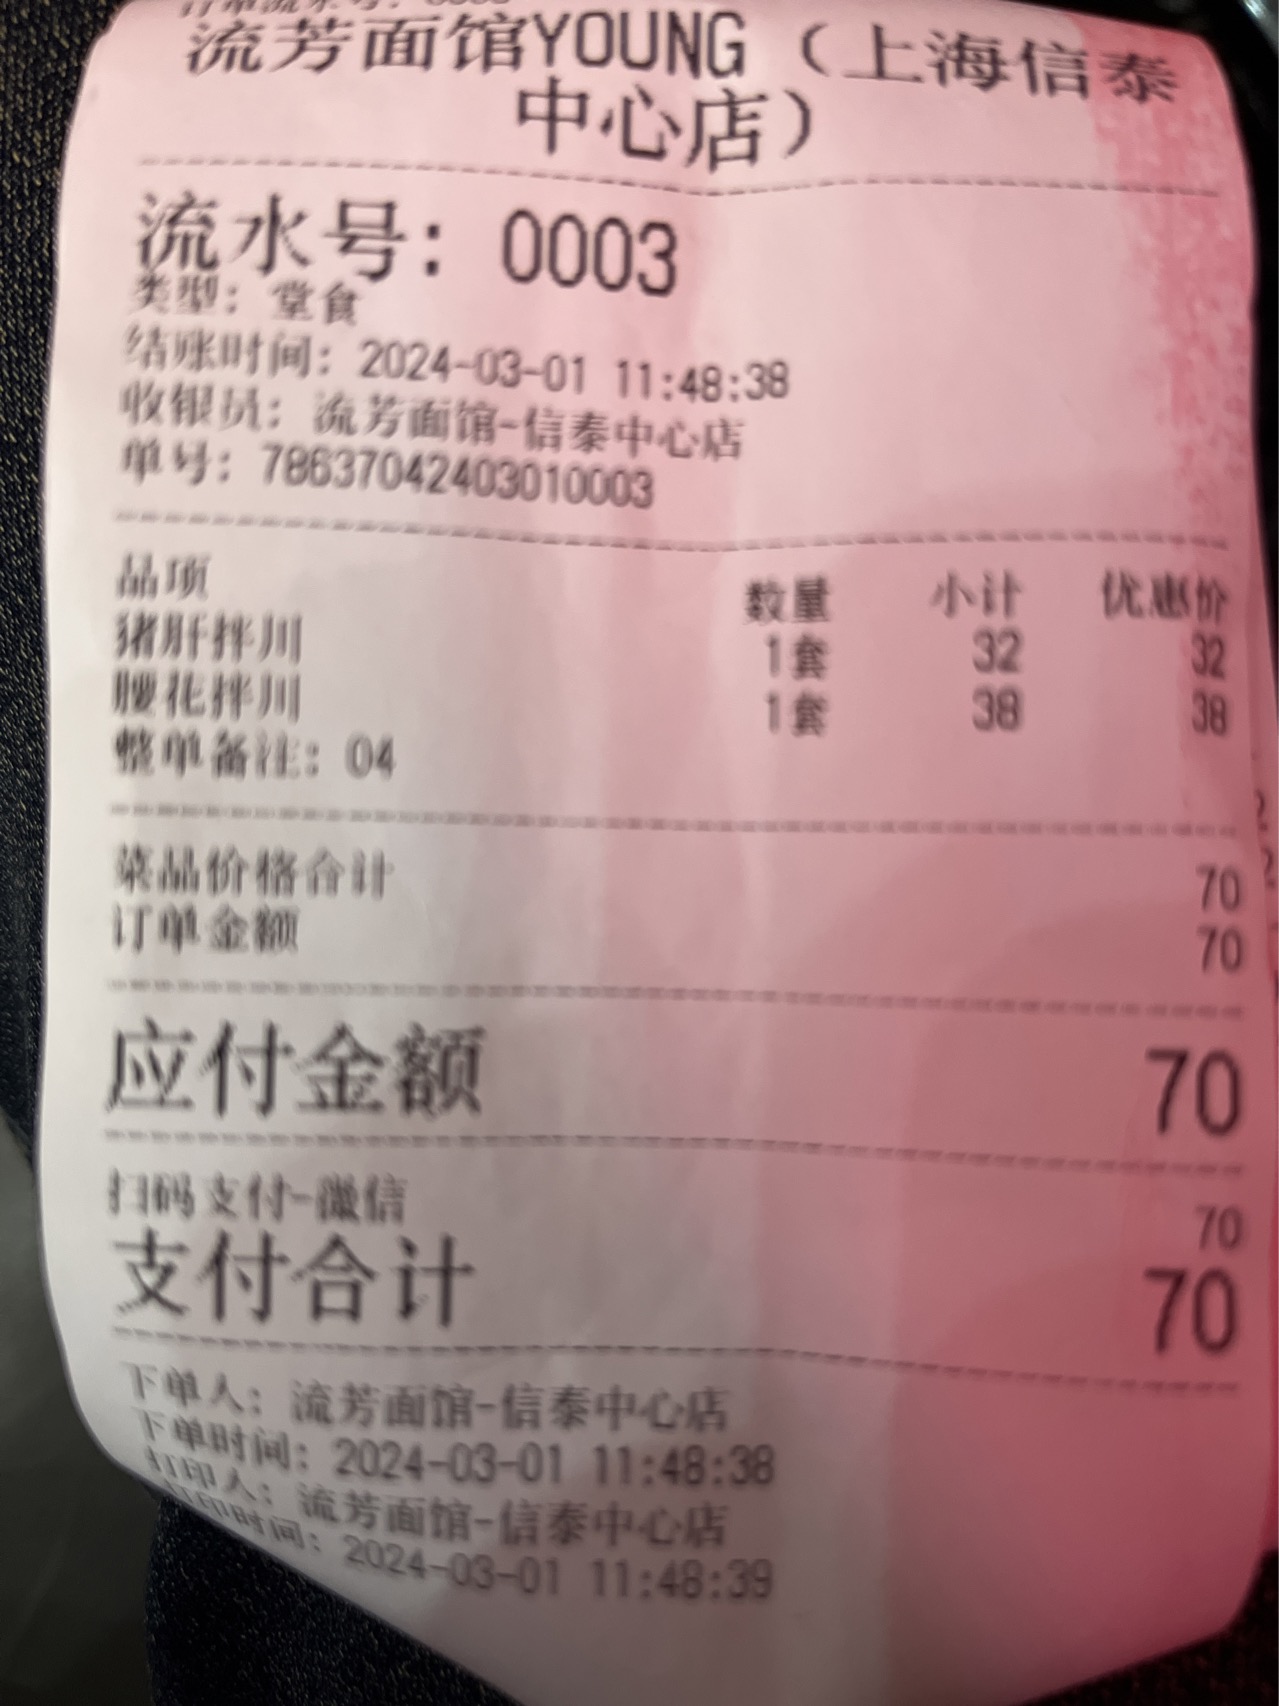 流芳面馆YOUNG（上海信泰
中心店）
流水号：0003
类型：堂食
结账时间：2024-03-01 11:48:38
收银员：流芳面馆-信泰中心店
单号：78637042403010003
品项 数量 小计 优惠价
猪肝拌川 1套 32 32
腰花拌川 1套 38 38
整单备注：04
菜品价格合计 70
订单金额 70
应付金额 70
扫码支付-微信 70
支付合计 70
下单人：流芳面馆-信泰中心店
下单时间：2024-03-01 11:48:38
打印人：流芳面馆-信泰中心店
打印时间：2024-03-01 11:48:39